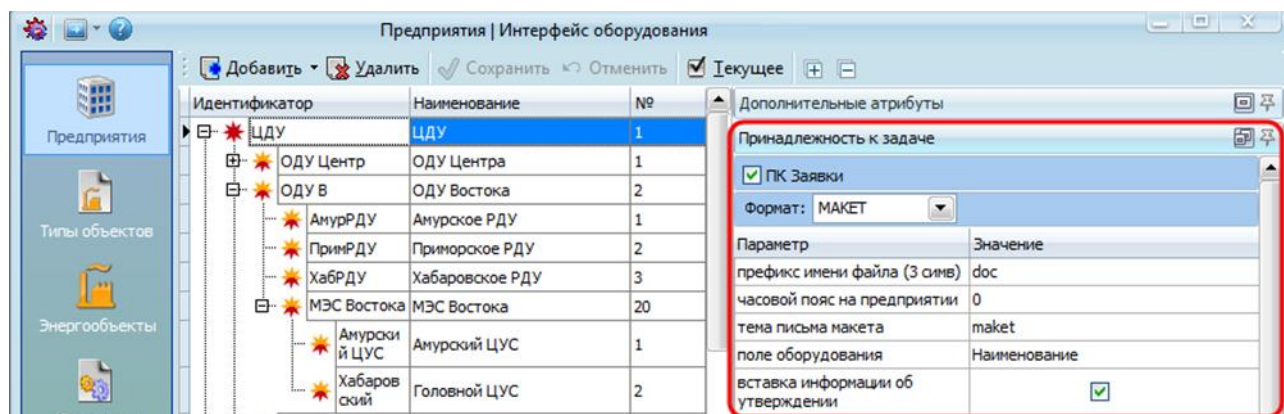 Предприятия | Интерфейс оборудования
Добавить Удалить Сохранить Отменить Текущее
Предприятия
Типы объектов
Энергообъекты
Идентификатор Наименование №
ЦДУ ЦДУ 1
ОДУ Центр ОДУ Центра 1
ОДУ В ОДУ Востока 2
АмурРДУ Амурское РДУ 1
ПримРДУ Приморское РДУ 2
ХабРДУ Хабаровское РДУ 3
МЭС Востока МЭС Востока 20
Амурски
й ЦУС Амурский ЦУС 1
Хабаров
ский Головной ЦУС 2
Дополнительные атрибуты
Принадлежность к задаче
ПК Заявки
Формат: МАКЕТ
Параметр Значение
префикс имени файла (3 симв) doc
часовой пояс на предприятии 0
тема письма макета maket
поле оборудования Наименование
вставка информации об
утверждении